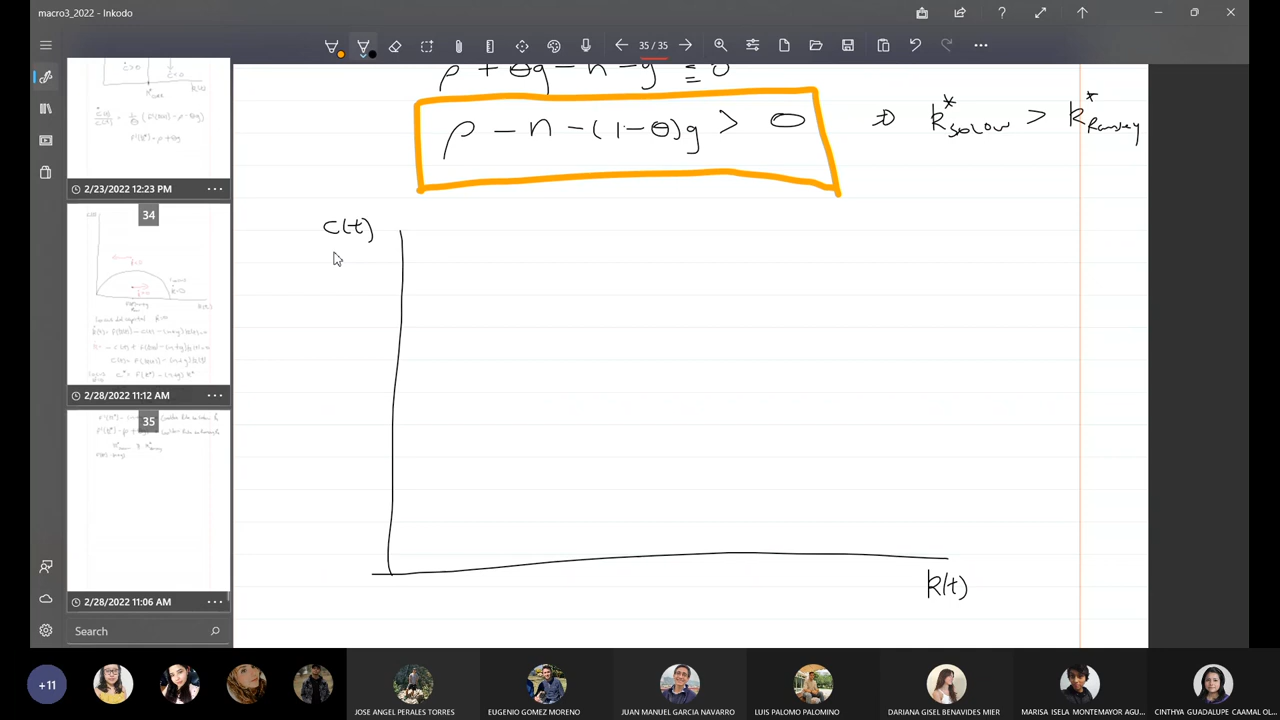 macro3_2022 - Inkodo
35 / 35
ρ + θg - n - g ≧ 0
ρ - n - (1-θ)g > 0 ⇒ k*Solow > k*Ramsey
c(t)
k(t)
2/23/2022 12:23 PM
34
k̇=0
2/28/2022 11:12 AM
35
2/28/2022 11:06 AM
Search
+11
JOSE ANGEL PERALES TORRES
EUGENIO GOMEZ MORENO
JUAN MANUEL GARCIA NAVARRO
LUIS PALOMO PALOMINO
DARIANA GISEL BENAVIDES MIER
MARISA ISELA MONTEMAYOR AGU...
CINTHYA GUADALUPE CAAMAL OL...